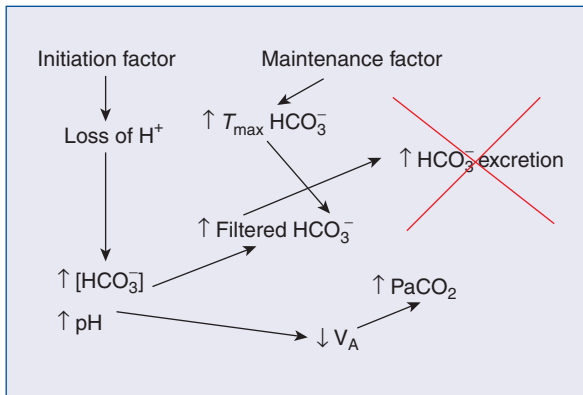 Initiation factor
Maintenance factor
Loss of H⁺
↑ Tmax HCO₃⁻
↑ HCO₃⁻ excretion
↑ Filtered HCO₃⁻
↑ [HCO₃⁻]
↑ PaCO₂
↑ pH
↓ VA